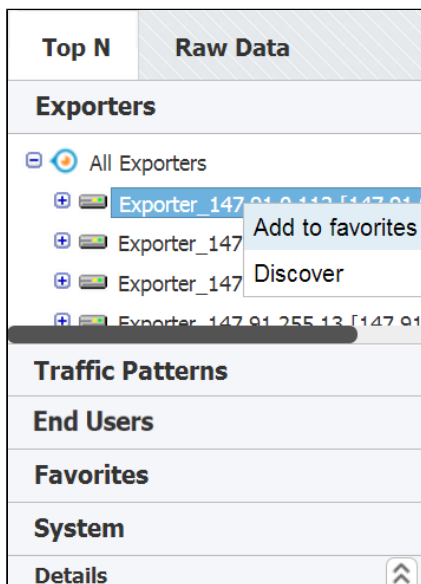 Top N Raw Data
Exporters
All Exporters
Exporter_147.91.0.112 [147.91
Add to favorites
Exporter_147
Discover
Exporter_147
Exporter_147.91.255.13 [147.91
Traffic Patterns
End Users
Favorites
System
Details